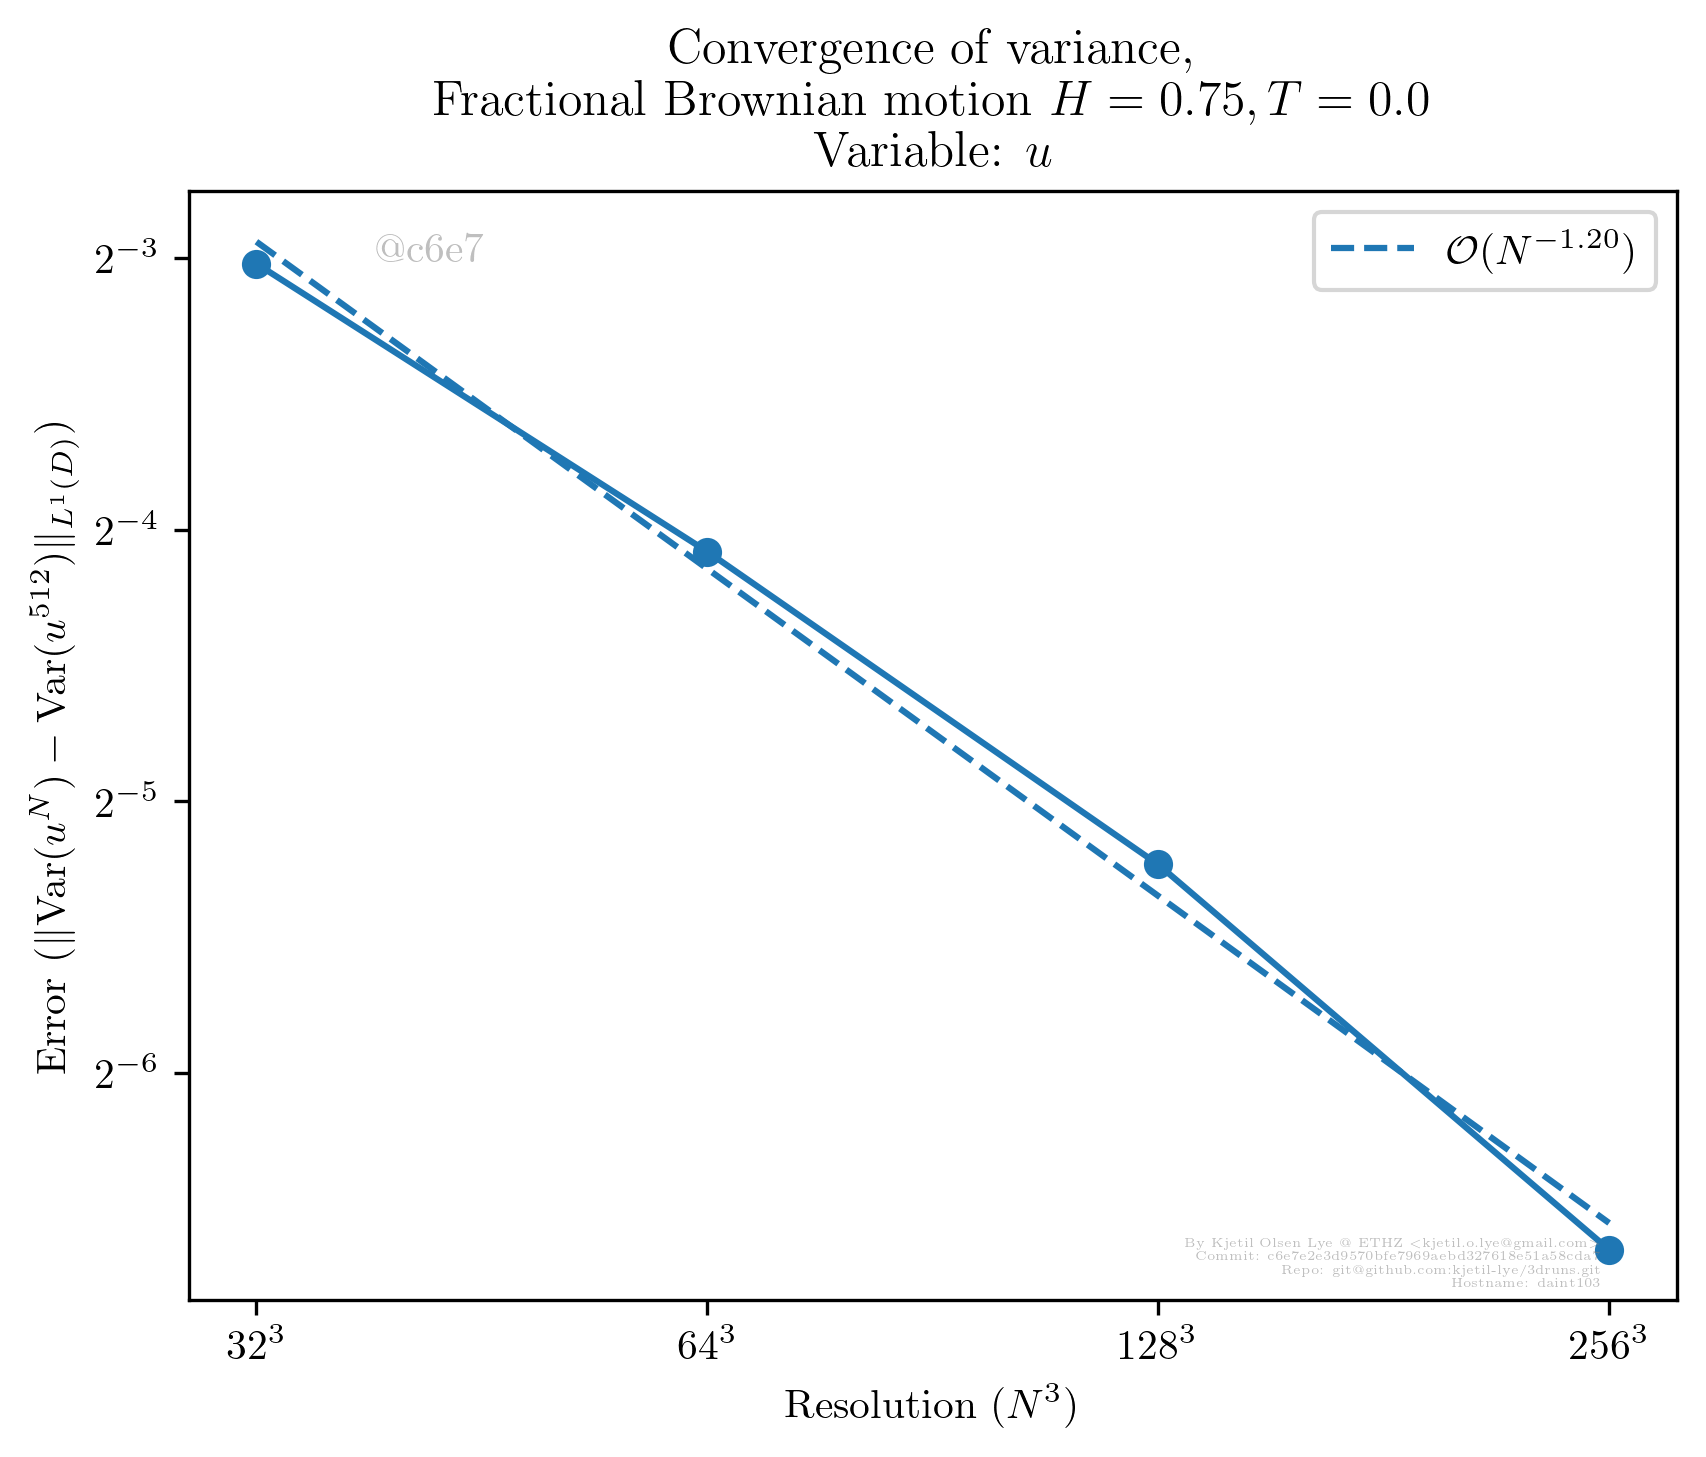 Convergence of variance,
Fractional Brownian motion H = 0.75, T = 0.0
Variable: u
@c6e7
O(N^{-1.20})
2^{-3}
2^{-4}
2^{-5}
2^{-6}
Error (‖Var(u^N) − Var(u^{512})‖_{L^1(D)})
By Kjetil Olsen Lye @ ETHZ <kjetil.o.lye@gmail.com>
Commit: c6e7e2e3d9570bfe7969aebd327618e51a58cda7
Repo: git@github.com:kjetil-lye/3druns.git
Hostname: daint103
32^3 64^3 128^3 256^3
Resolution (N^3)